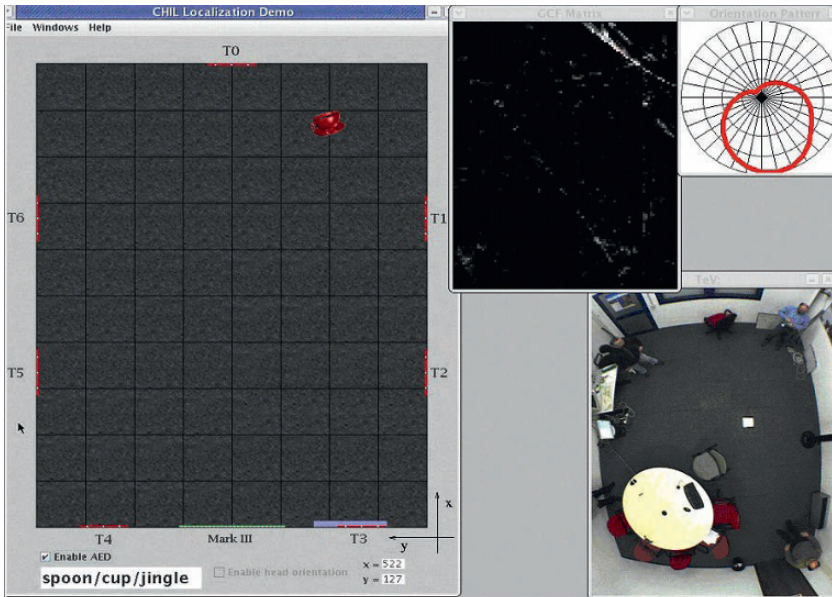 CHIL Localization Demo
File Windows Help
T0
T6
T1
T5
T2
x
T4
Mark III
T3
y
Enable AED
spoon/cup/jingle
Enable head orientation
x = 522
y = 127
GCF Matrix
Orientation Pattern
TeV: